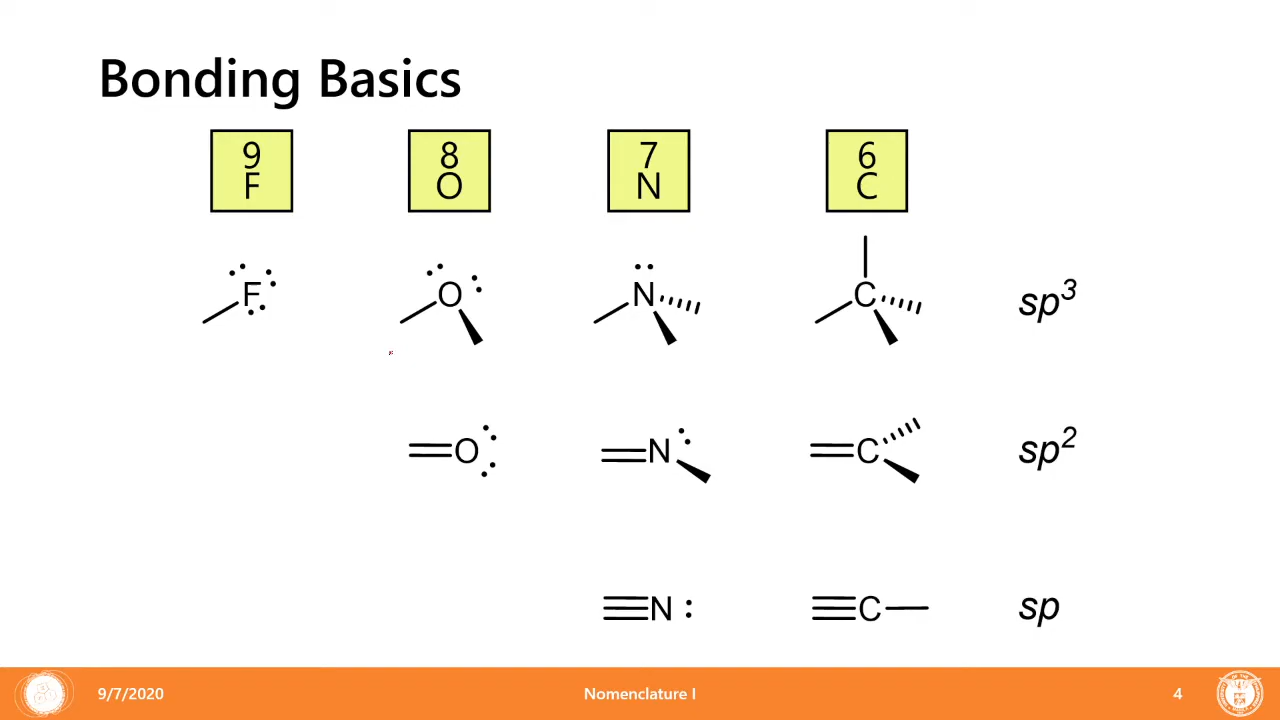 Bonding Basics
9 8 7 6
F O N C
F O N C sp3
O N C sp2
N C sp
9/7/2020 Nomenclature I 4